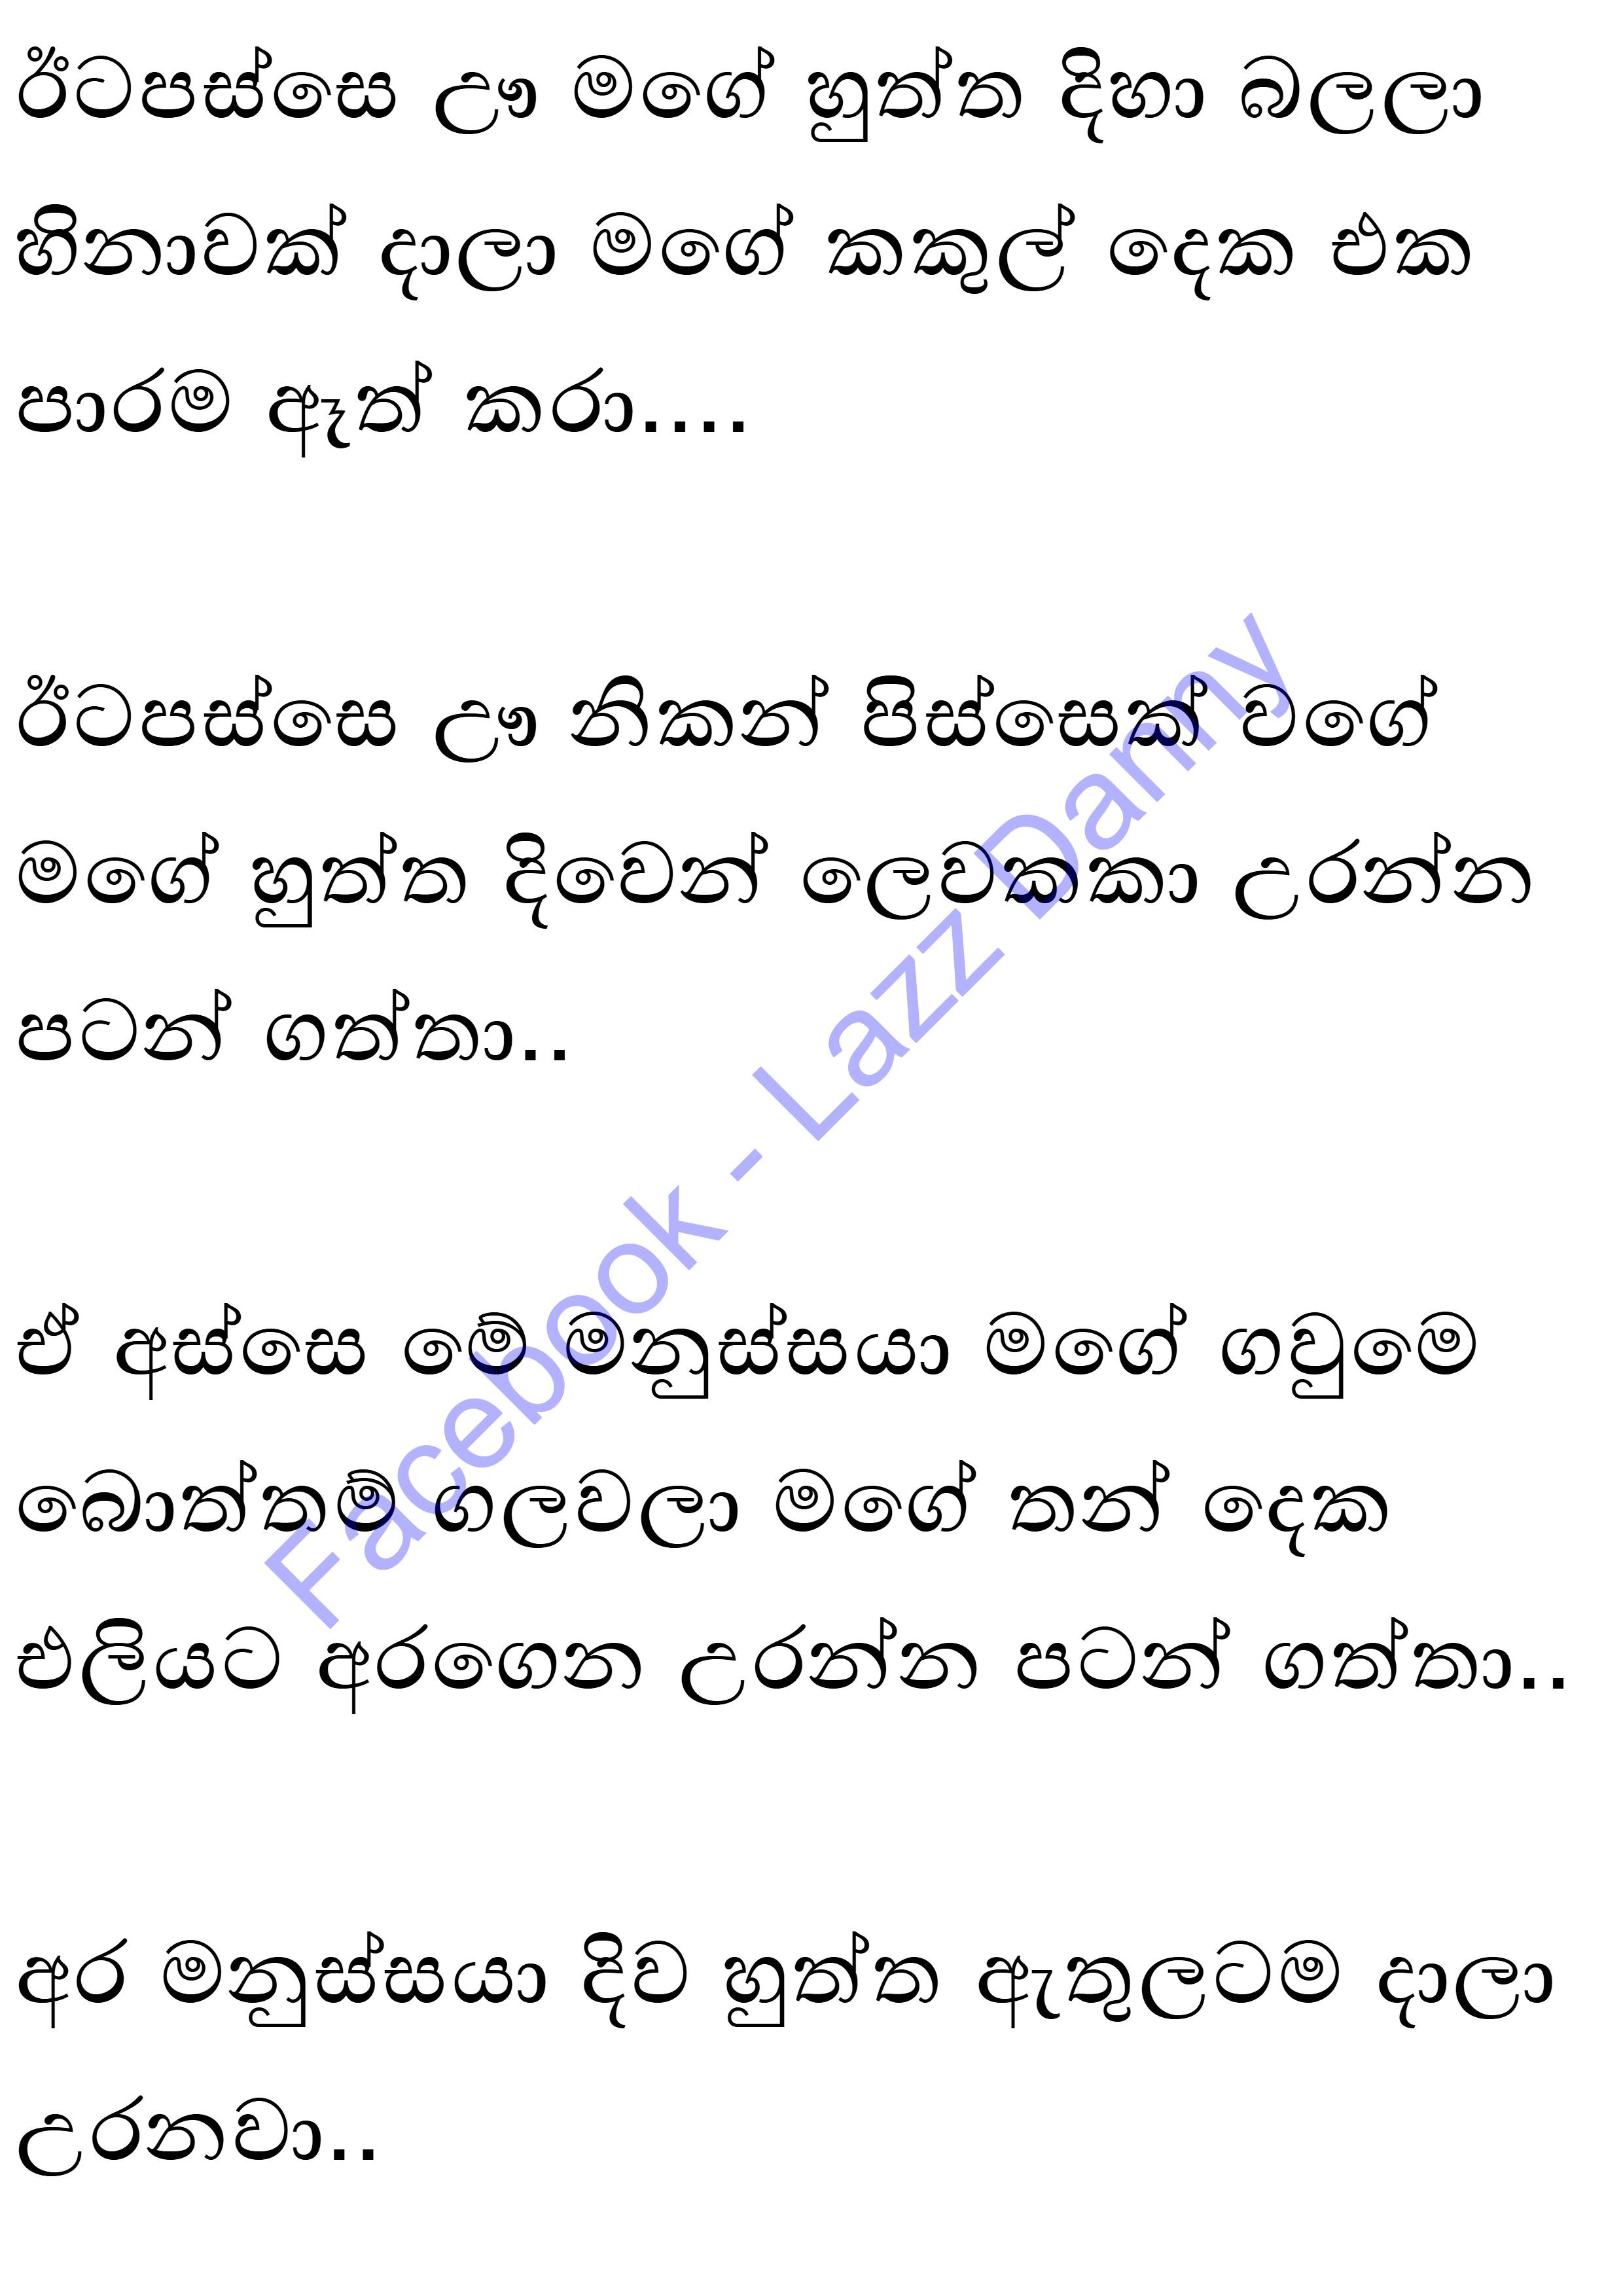 ඊටපස්සෙ ඌ මගේ හුත්ත දිහා බලලා
හිනාවක් දාලා මගේ කකුල් දෙක එක
පාරම ඈත් කරා....
ඊටපස්සෙ ඌ නිකන් පිස්සෙක් වගේ
මගේ හුත්ත දිවෙන් ලෙවකකා උරන්න
පටන් ගත්තා..
ඒ අස්සෙ මේ මනුස්සයා මගේ ගවුමෙ
බොත්තම් ගලවලා මගේ තන් දෙක
එලියට අරගෙන උරන්න පටන් ගත්තා..
අර මනුස්සයා දිව හුත්ත ඇතුලටම දාලා
උරනවා..
Facebook - Lazz Danny